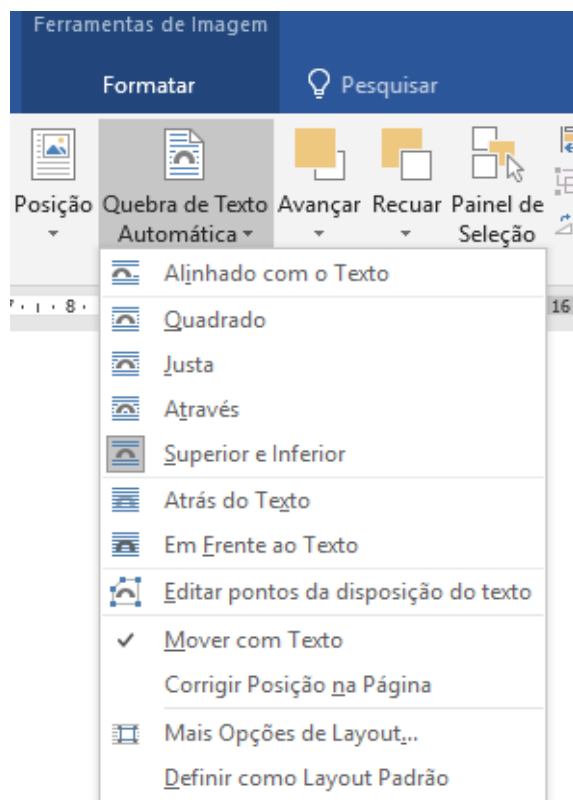 Ferramentas de Imagem
Formatar
Pesquisar
Posição
Quebra de Texto Automática
Avançar
Recuar
Painel de Seleção
Alinhado com o Texto
8
16
Quadrado
Justa
Através
Superior e Inferior
Atrás do Texto
Em Frente ao Texto
Editar pontos da disposição do texto
Mover com Texto
Corrigir Posição na Página
Mais Opções de Layout...
Definir como Layout Padrão